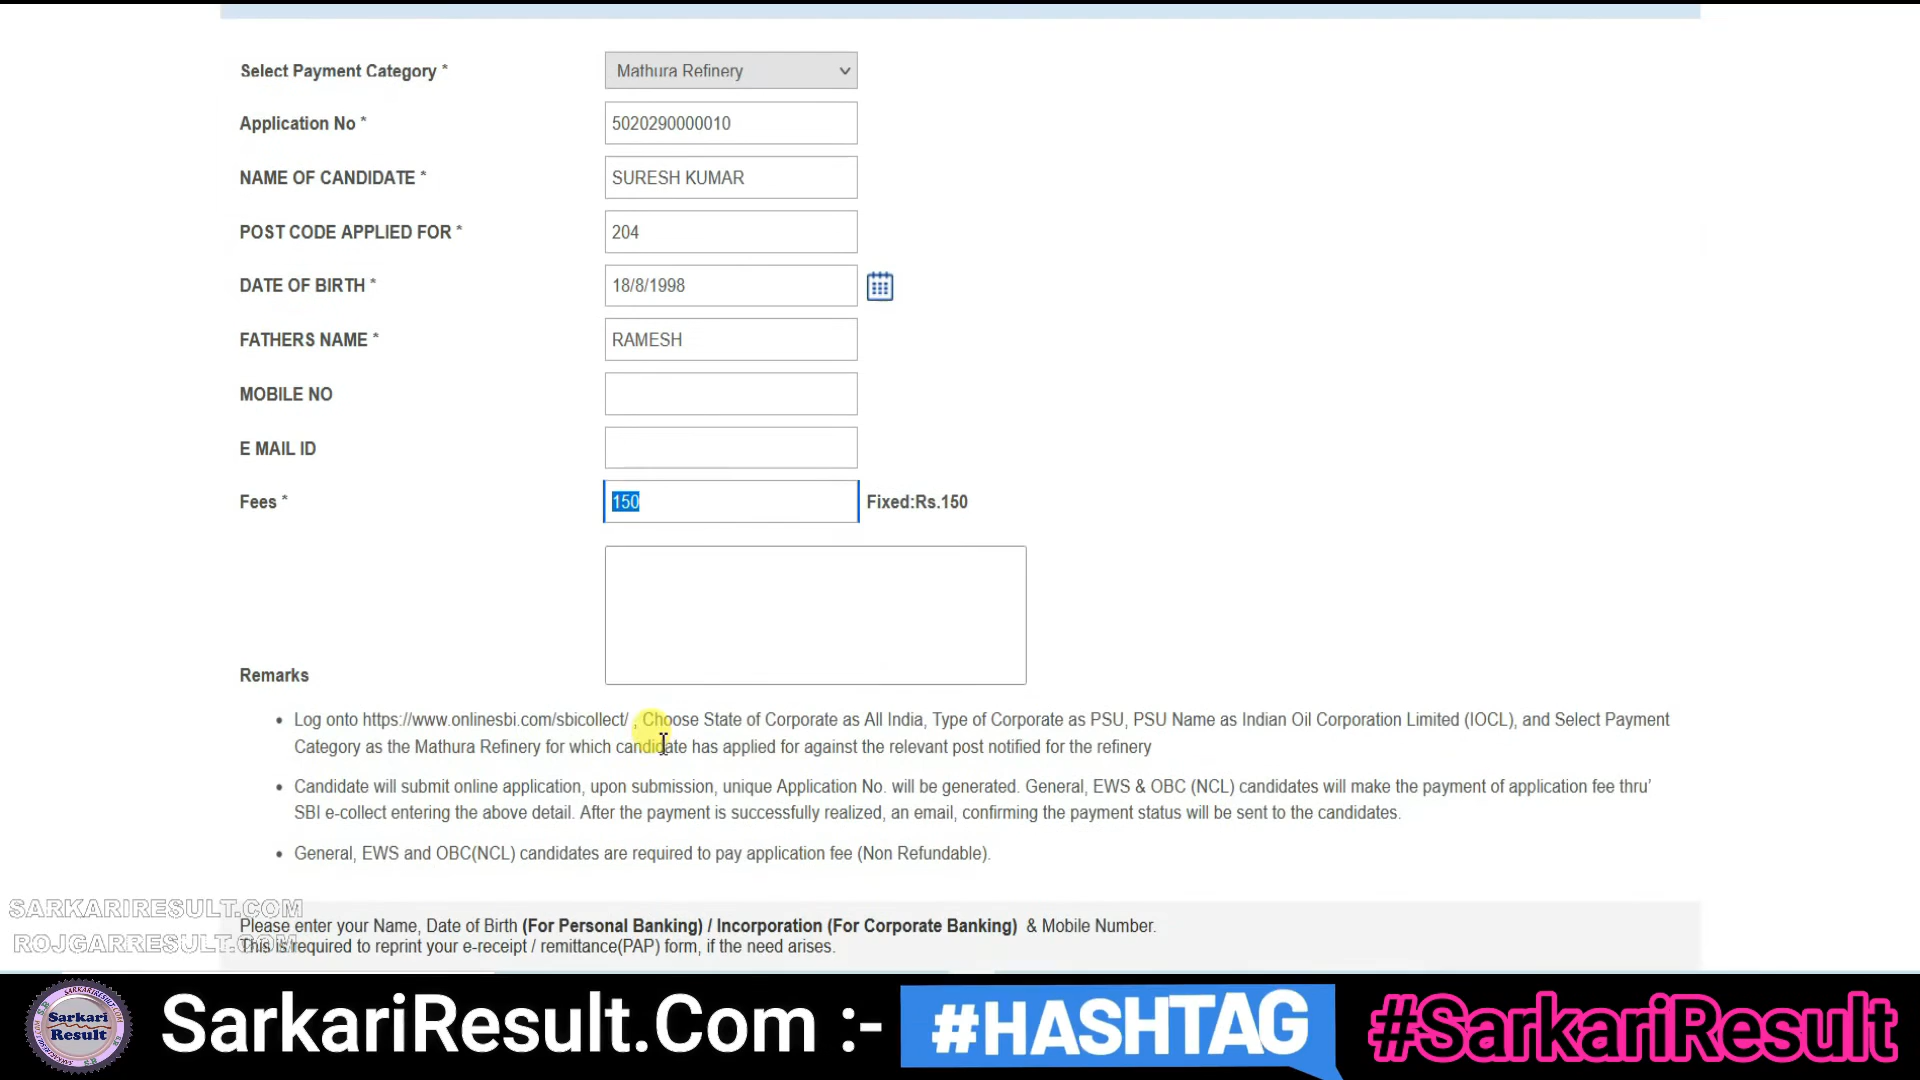 Select Payment Category *
Mathura Refinery
Application No *
5020290000010
NAME OF CANDIDATE *
SURESH KUMAR
POST CODE APPLIED FOR *
204
DATE OF BIRTH *
18/8/1998
FATHERS NAME *
RAMESH
MOBILE NO
E MAIL ID
Fees *
150
Fixed:Rs.150
Remarks
• Log onto https://www.onlinesbi.com/sbicollect/ , Choose State of Corporate as All India, Type of Corporate as PSU, PSU Name as Indian Oil Corporation Limited (IOCL), and Select Payment
Category as the Mathura Refinery for which candidate has applied for against the relevant post notified for the refinery
• Candidate will submit online application, upon submission, unique Application No. will be generated. General, EWS & OBC (NCL) candidates will make the payment of application fee thru’
SBI e-collect entering the above detail. After the payment is successfully realized, an email, confirming the payment status will be sent to the candidates.
• General, EWS and OBC(NCL) candidates are required to pay application fee (Non Refundable).
SARKARIRESULT.COM
ROJGARRESULT.COM
Please enter your Name, Date of Birth (For Personal Banking) / Incorporation (For Corporate Banking) & Mobile Number.
This is required to reprint your e-receipt / remittance(PAP) form, if the need arises.
Sarkari
Result
SarkariResult.Com :-
#HASHTAG
#SarkariResult